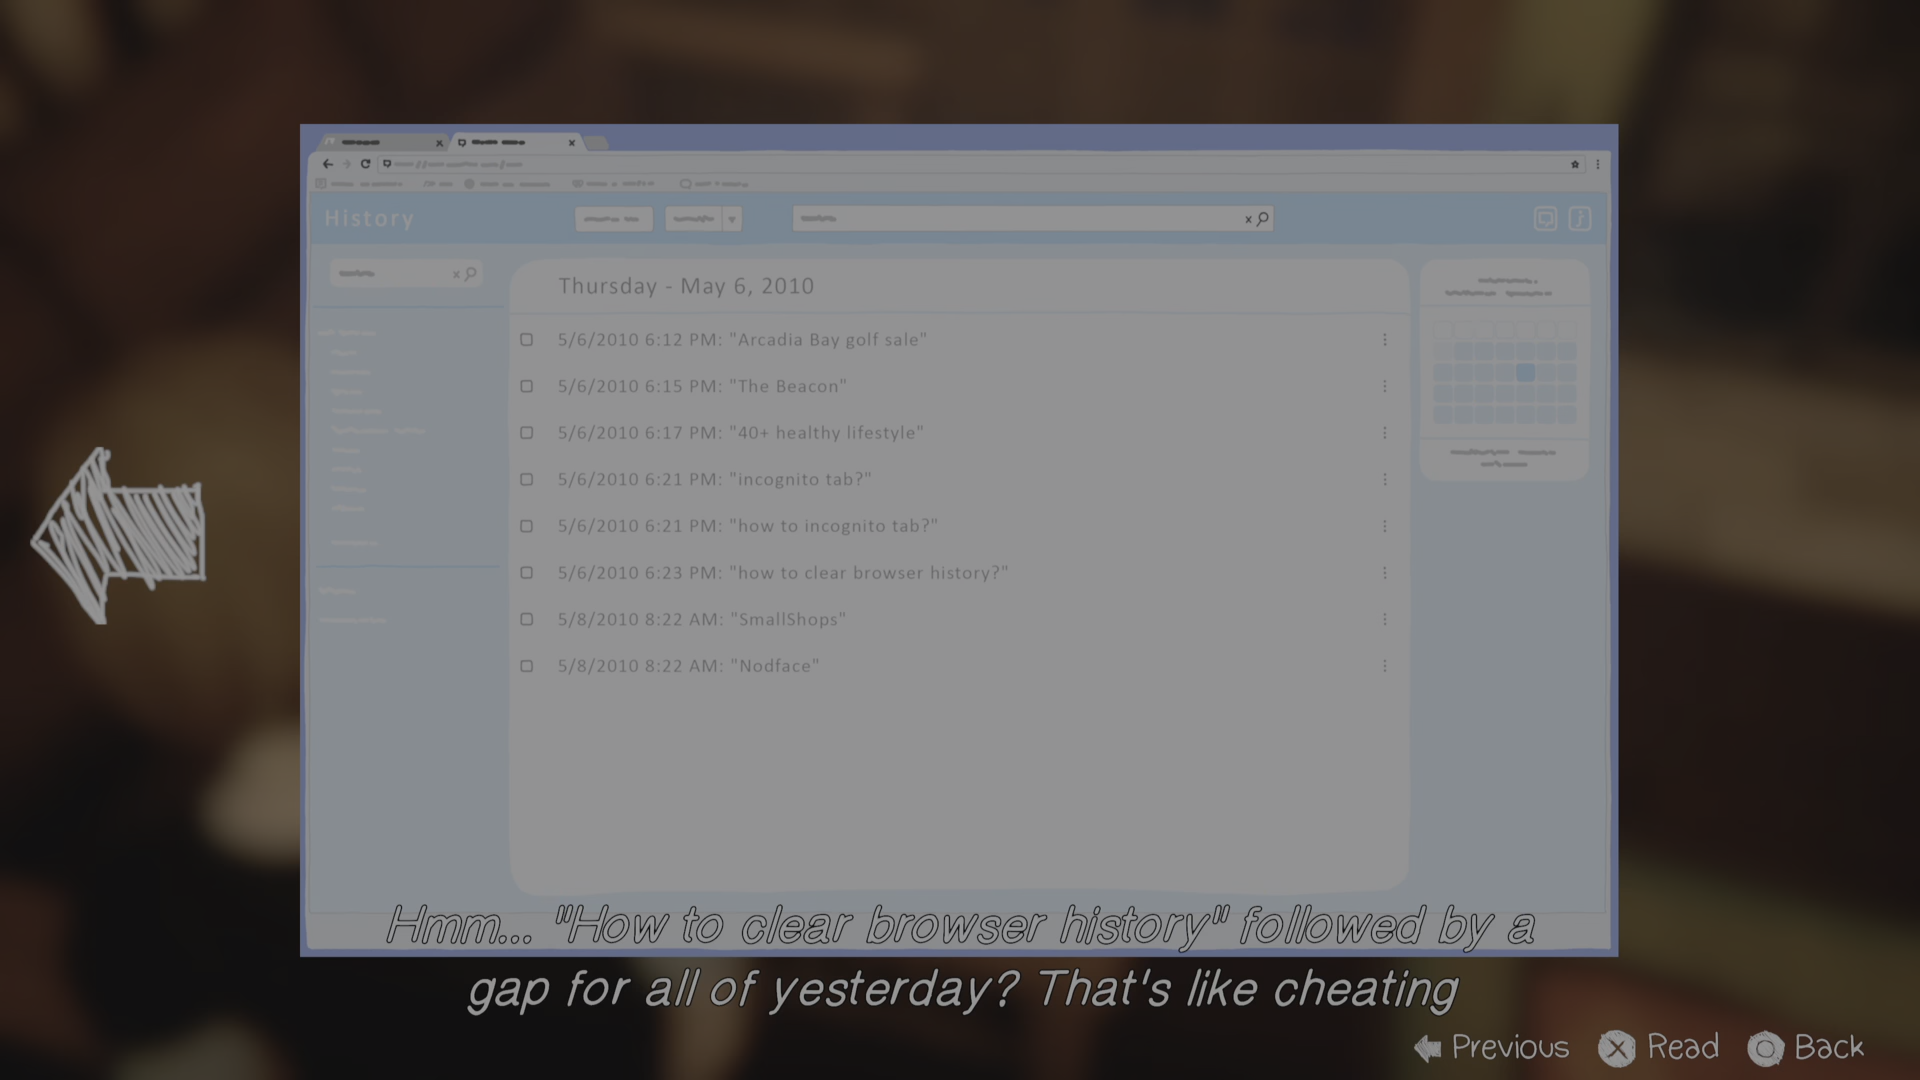 History
Thursday - May 6, 2010
5/6/2010 6:12 PM: "Arcadia Bay golf sale"
5/6/2010 6:15 PM: "The Beacon"
5/6/2010 6:17 PM: "40+ healthy lifestyle"
5/6/2010 6:21 PM: "incognito tab?"
5/6/2010 6:21 PM: "how to incognito tab?"
5/6/2010 6:23 PM: "how to clear browser history?"
5/8/2010 8:22 AM: "SmallShops"
5/8/2010 8:22 AM: "Nodface"
Hmm... "How to clear browser history" followed by a
gap for all of yesterday? That's like cheating
Previous Read Back